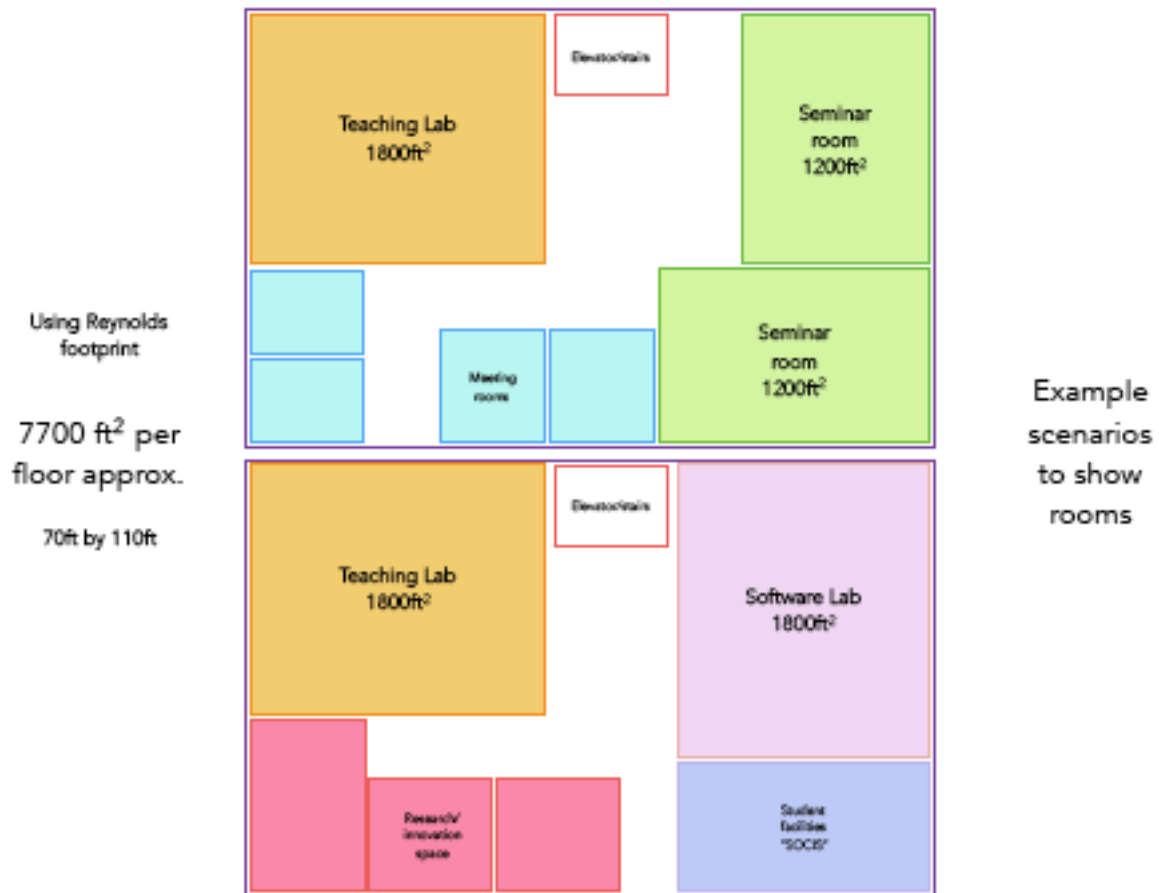 Elevator/stairs
Teaching Lab
1800ft²
Seminar
room
1200ft²
Using Reynolds
footprint
7700 ft² per
floor approx.
70ft by 110ft
Meeting
rooms
Seminar
room
1200ft²
Example
scenarios
to show
rooms
Elevator/stairs
Teaching Lab
1800ft²
Software Lab
1800ft²
Research/
innovation
space
Student
facilities
"SOCIS"